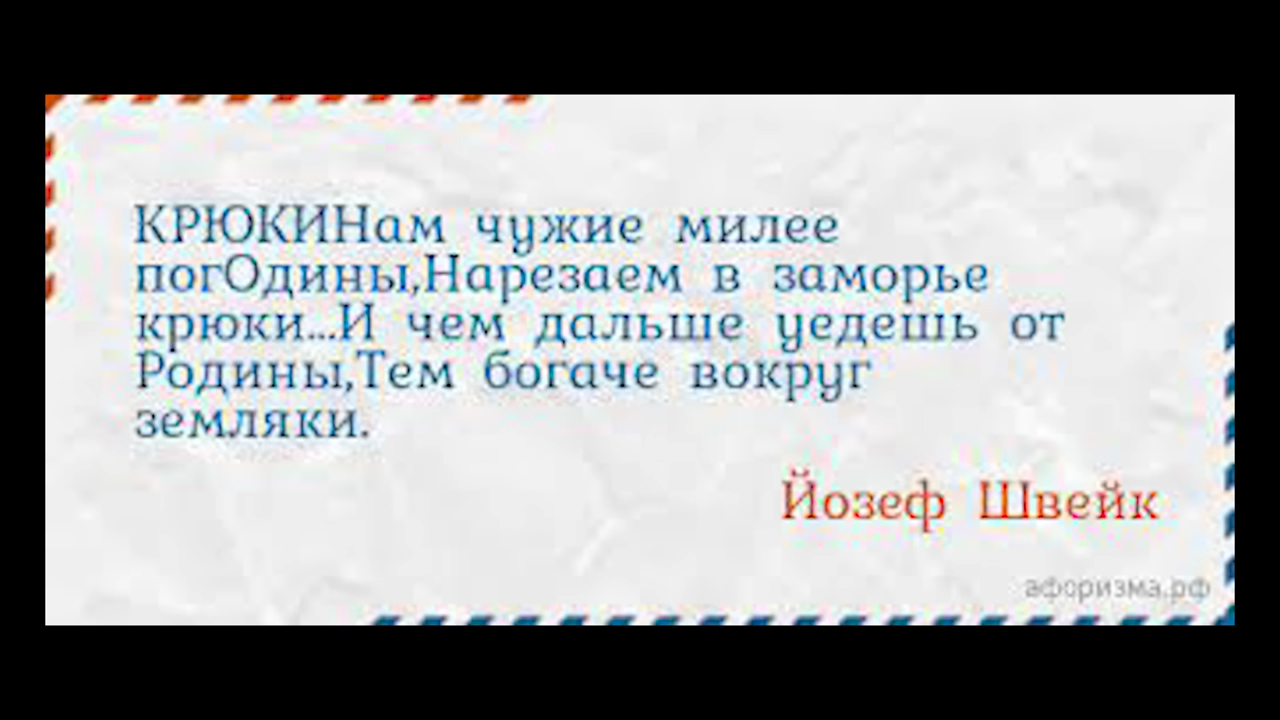 КРЮКИНам чужие милее
погОдины,Нарезаем в заморье
крюки...И чем дальше уедешь от
Родины,Тем богаче вокруг
земляки.
Йозеф Швейк
афоризма.рф